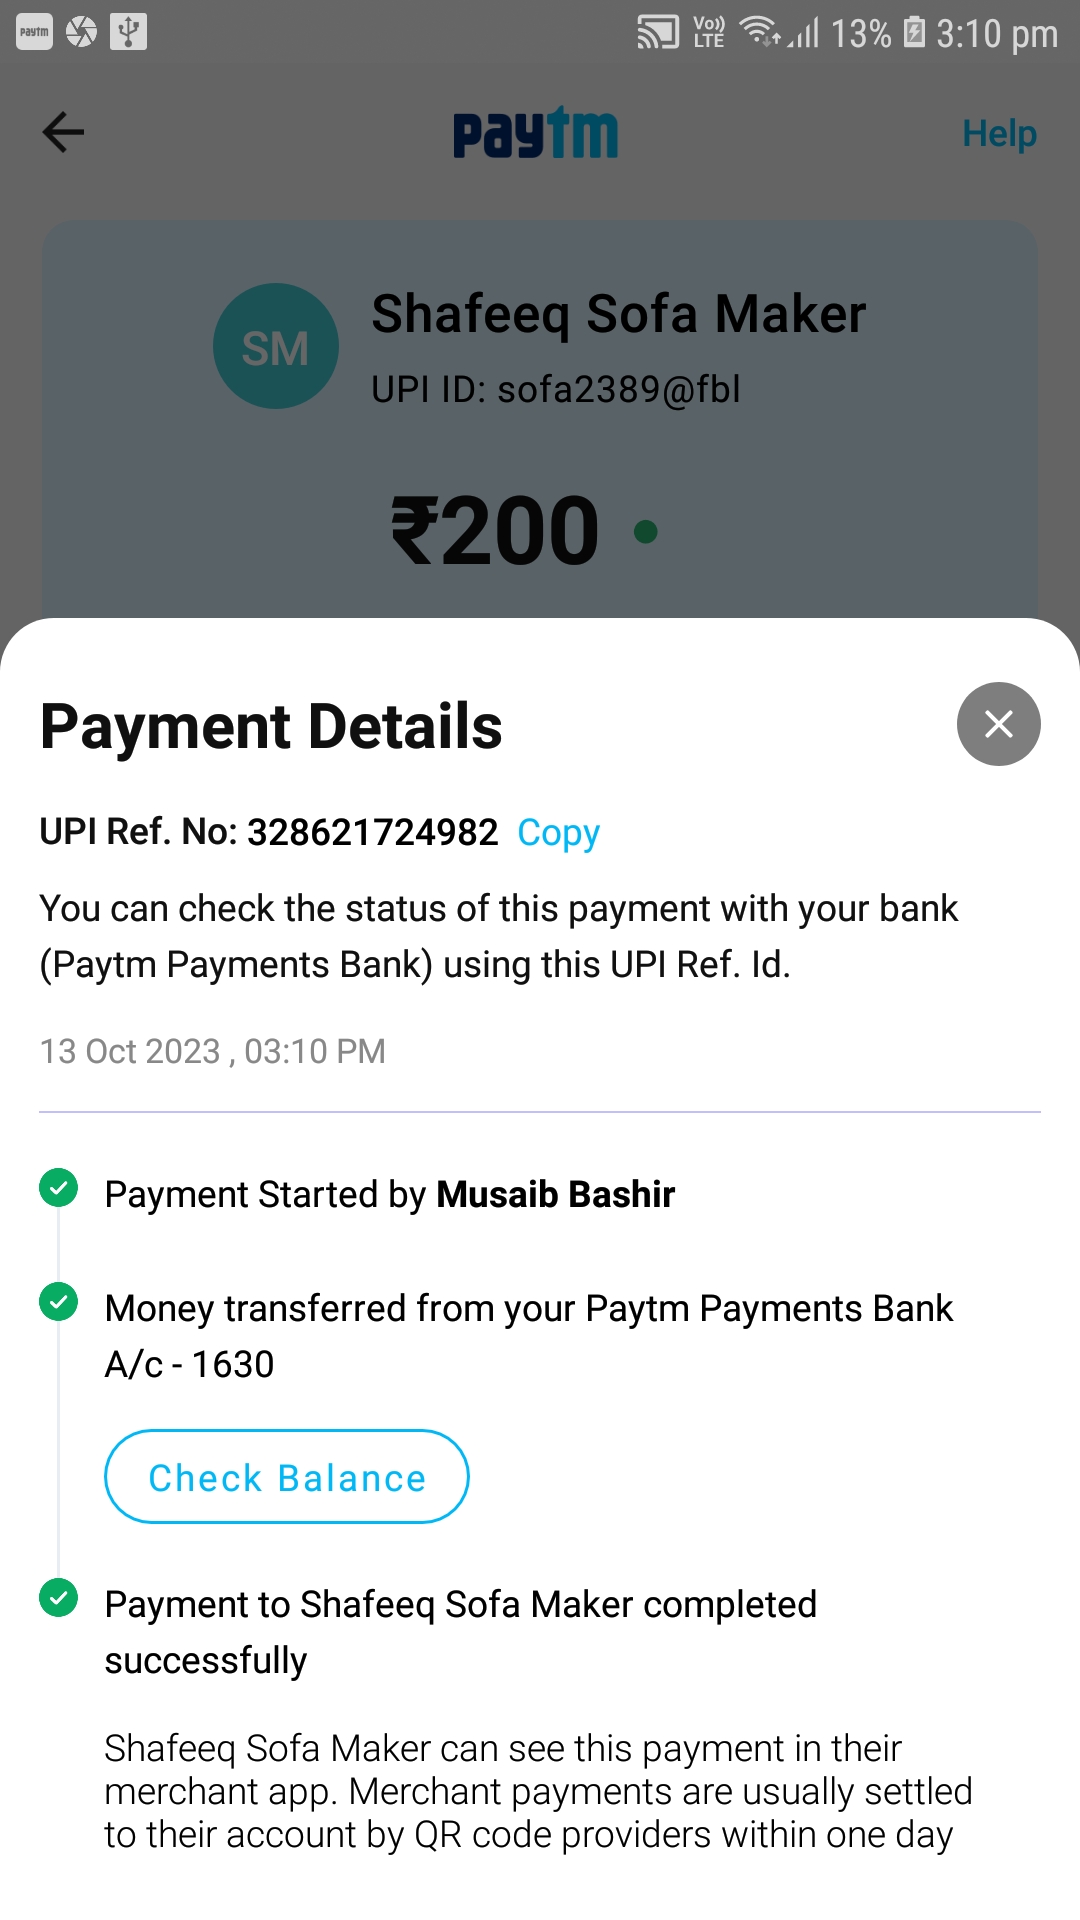 paytm Vo)) LTE 13% 3:10 pm
paytm Help
SM Shafeeq Sofa Maker
UPI ID: sofa2389@fbl
₹200
Payment Details
UPI Ref. No: 328621724982 Copy
You can check the status of this payment with your bank
(Paytm Payments Bank) using this UPI Ref. Id.
13 Oct 2023 , 03:10 PM
Payment Started by Musaib Bashir
Money transferred from your Paytm Payments Bank
A/c - 1630
Check Balance
Payment to Shafeeq Sofa Maker completed
successfully
Shafeeq Sofa Maker can see this payment in their
merchant app. Merchant payments are usually settled
to their account by QR code providers within one day